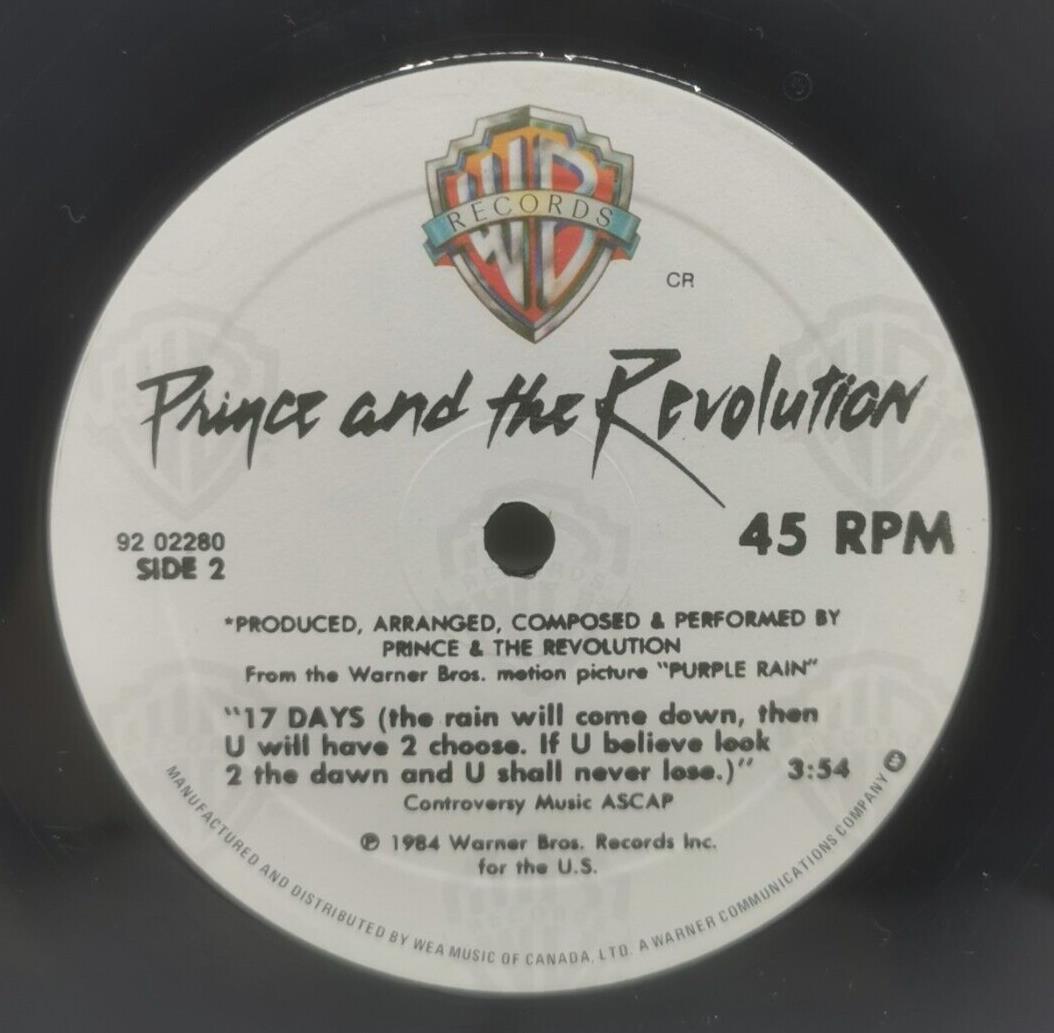 RECORDS
CR
Prince and the Revolution
92 02280
SIDE 2
45 RPM
*PRODUCED, ARRANGED, COMPOSED & PERFORMED BY
PRINCE & THE REVOLUTION
From the Warner Bros. motion picture "PURPLE RAIN"
"17 DAYS (the rain will come down, then
U will have 2 choose. If U believe look
2 the dawn and U shall never lose.)" 3:54
Controversy Music ASCAP
℗ 1984 Warner Bros. Records Inc.
for the U.S.
MANUFACTURED AND DISTRIBUTED BY WEA MUSIC OF CANADA, LTD. A WARNER COMMUNICATIONS COMPANY